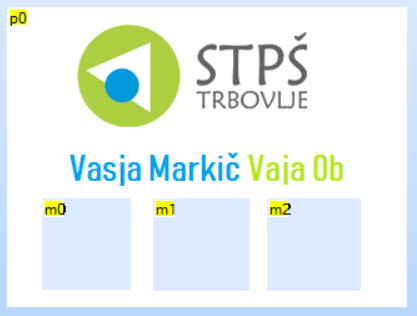 p0
STPŠ
TRBOVLJE
Vasja Markič Vaja 0b
m0 m1 m2